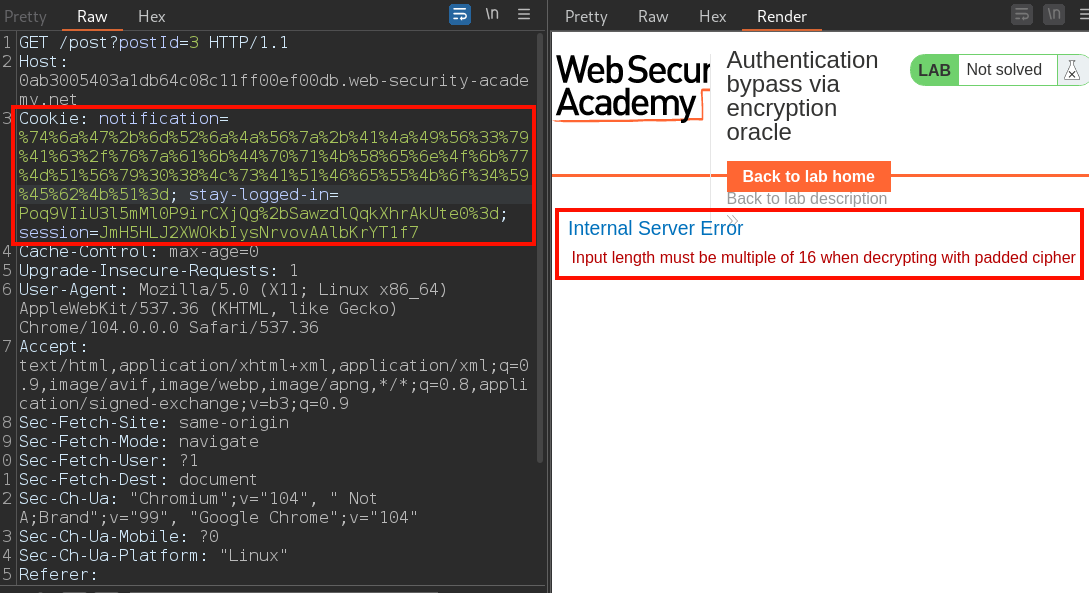 Pretty Raw Hex \n
1 GET /post?postId=3 HTTP/1.1
2 Host:
0ab3005403a1db64c08c11ff00ef00db.web-security-acade
my.net
3 Cookie: notification=
%74%6a%47%2b%6d%52%6a%4a%56%7a%2b%41%4a%49%56%33%79
%41%63%2f%76%7a%61%6b%44%70%71%4b%58%65%6e%4f%6b%77
%4d%51%56%79%30%38%4c%73%41%51%46%65%55%4b%6f%34%59
%45%62%4b%51%3d; stay-logged-in=
Poq9VIiU3l5mMl0P9irCXjQg%2bSawzdlQqkXhrAkUte0%3d;
session=JmH5HLJ2XWOkbIysNrvovAAlbKrYT1f7
4 Cache-Control: max-age=0
5 Upgrade-Insecure-Requests: 1
6 User-Agent: Mozilla/5.0 (X11; Linux x86_64)
AppleWebKit/537.36 (KHTML, like Gecko)
Chrome/104.0.0.0 Safari/537.36
7 Accept:
text/html,application/xhtml+xml,application/xml;q=0
.9,image/avif,image/webp,image/apng,*/*;q=0.8,appli
cation/signed-exchange;v=b3;q=0.9
8 Sec-Fetch-Site: same-origin
9 Sec-Fetch-Mode: navigate
0 Sec-Fetch-User: ?1
1 Sec-Fetch-Dest: document
2 Sec-Ch-Ua: "Chromium";v="104", " Not
A;Brand";v="99", "Google Chrome";v="104"
3 Sec-Ch-Ua-Mobile: ?0
4 Sec-Ch-Ua-Platform: "Linux"
5 Referer:
Pretty Raw Hex Render \n
Web Secur
Academy
Authentication
bypass via
encryption
oracle
LAB Not solved
Back to lab home
Back to lab description
Internal Server Error
Input length must be multiple of 16 when decrypting with padded cipher